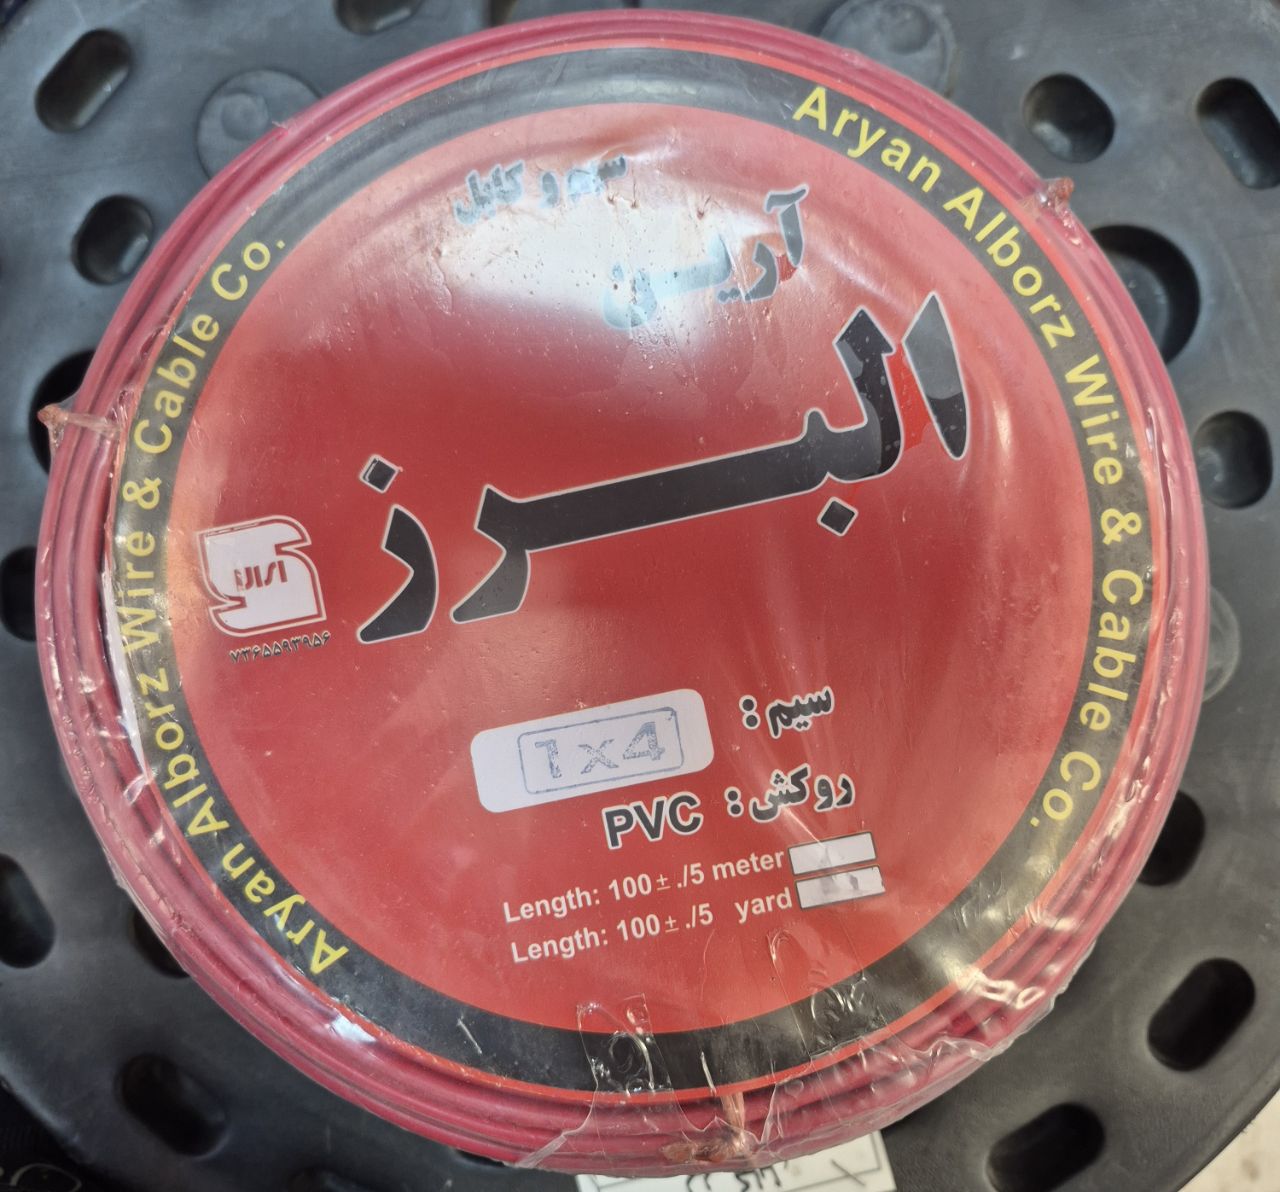 Aryan Alborz Wire & Cable Co.
سیم و کابل
آرین
البرز
۷۳۶۵۵۹۳۹۵۶
سیم : 1x4
روکش : PVC
Length: 100 ± ./5 meter
Length: 100 ± ./5 yard
Aryan Alborz Wire & Cable Co.